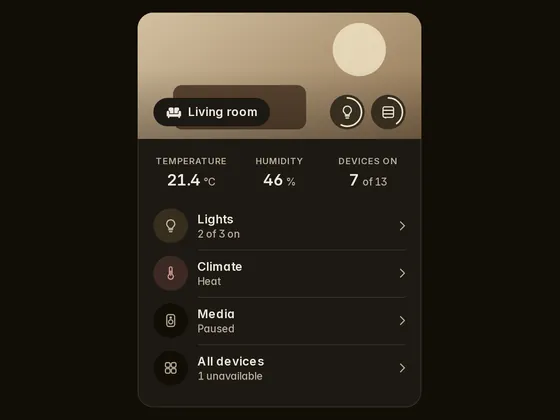 Living room
TEMPERATURE HUMIDITY DEVICES ON
21.4 °C 46 % 7 of 13
Lights
2 of 3 on
Climate
Heat
Media
Paused
All devices
1 unavailable